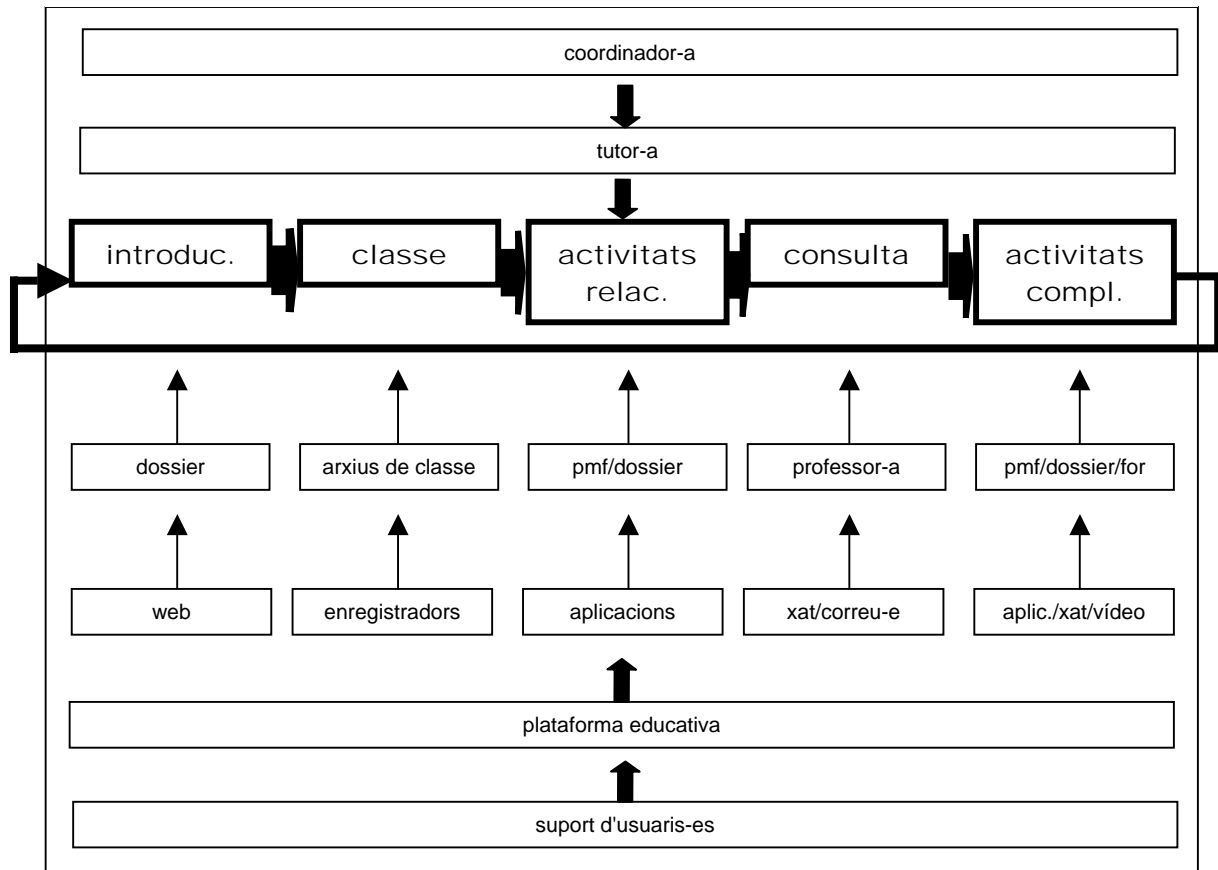 coordinador-a
tutor-a
introduc.
classe
activitats
relac.
consulta
activitats
compl.
dossier
arxius de classe
pmf/dossier
professor-a
pmf/dossier/for
web
enregistradors
aplicacions
xat/correu-e
aplic./xat/vídeo
plataforma educativa
suport d'usuaris-es